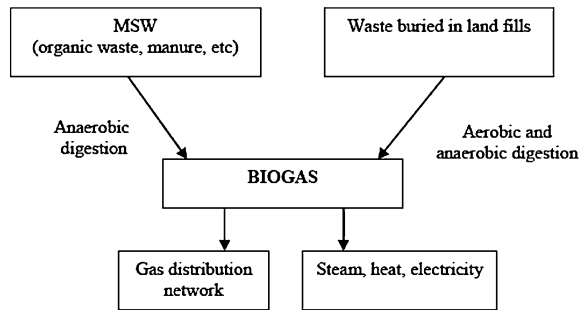 MSW
(organic waste, manure, etc)
Waste buried in land fills
Anaerobic
digestion
Aerobic and
anaerobic digestion
BIOGAS
Gas distribution
network
Steam, heat, electricity